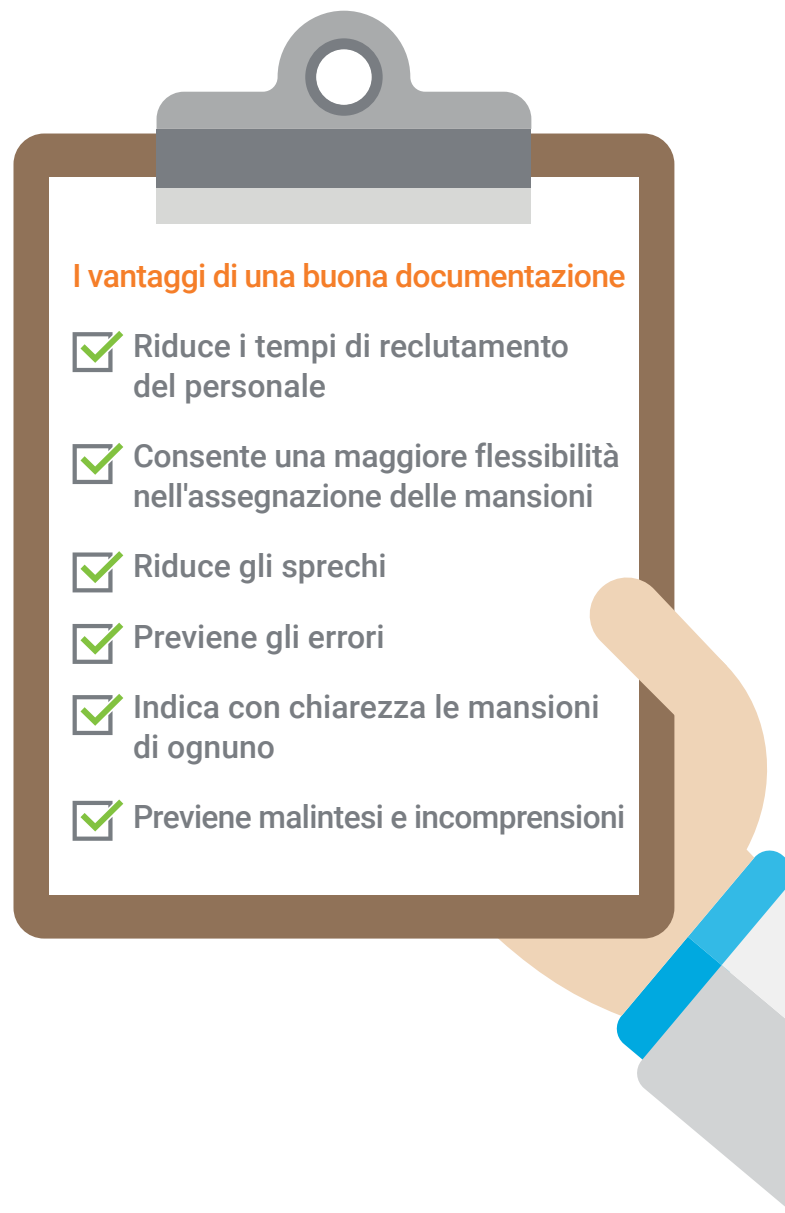 I vantaggi di una buona documentazione
Riduce i tempi di reclutamento
del personale
Consente una maggiore flessibilità
nell'assegnazione delle mansioni
Riduce gli sprechi
Previene gli errori
Indica con chiarezza le mansioni
di ognuno
Previene malintesi e incomprensioni